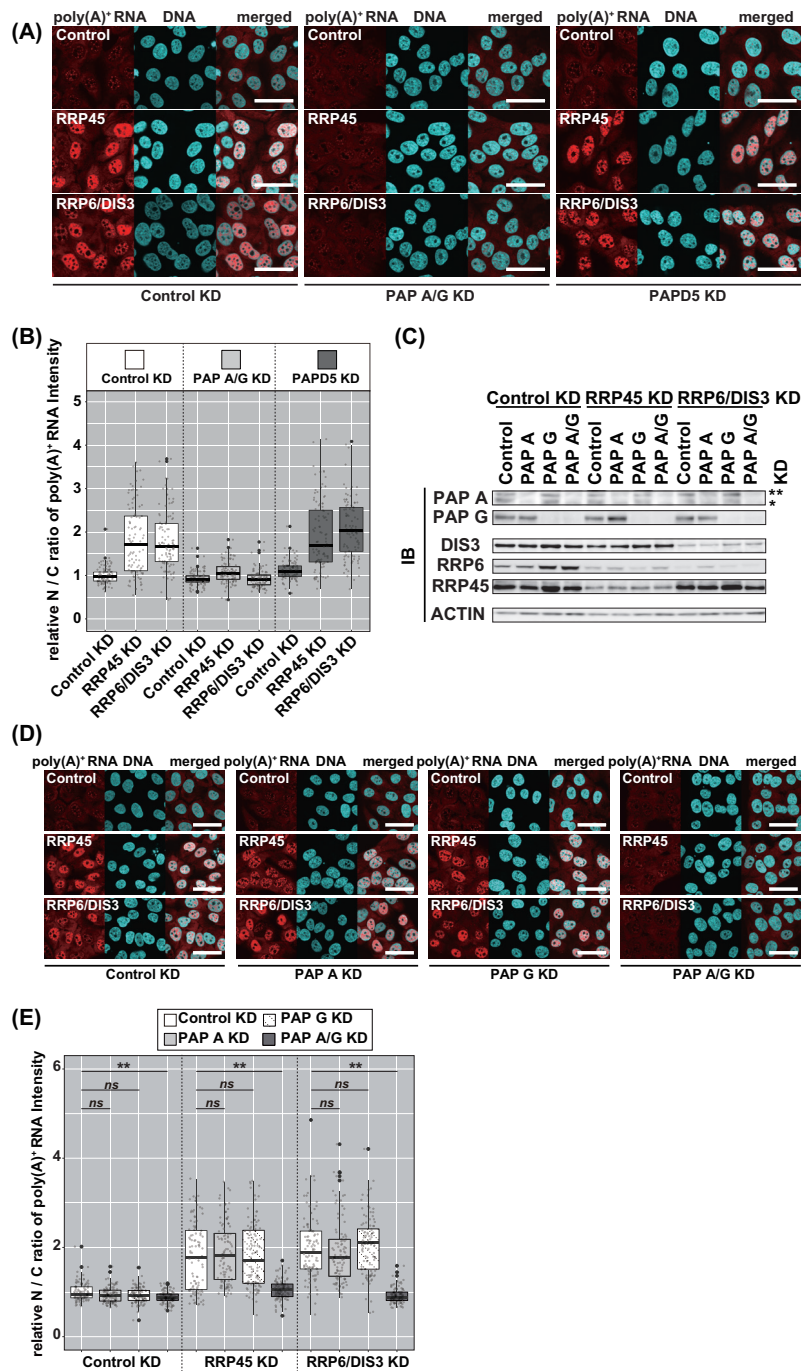 (A)
poly(A)+ RNA DNA merged poly(A)+ RNA DNA merged poly(A)+ RNA DNA merged
Control Control Control
RRP45 RRP45 RRP45
RRP6/DIS3 RRP6/DIS3 RRP6/DIS3
Control KD PAP A/G KD PAPD5 KD
(B)
Control KD PAP A/G KD PAPD5 KD
relative N / C ratio of poly(A)+ RNA Intensity
5
4
3
2
1
0
Control KD RRP45 KD RRP6/DIS3 KD Control KD RRP45 KD RRP6/DIS3 KD Control KD RRP45 KD RRP6/DIS3 KD
(C)
Control KD RRP45 KD RRP6/DIS3 KD
Control PAP A PAP G PAP A/G Control PAP A PAP G PAP A/G Control PAP A PAP G PAP A/G KD
IB
PAP A **
*
PAP G
DIS3
RRP6
RRP45
ACTIN
(D)
poly(A)+ RNA DNA merged poly(A)+ RNA DNA merged poly(A)+ RNA DNA merged poly(A)+RNA DNA merged
Control Control Control Control
RRP45 RRP45 RRP45 RRP45
RRP6/DIS3 RRP6/DIS3 RRP6/DIS3 RRP6/DIS3
Control KD PAP A KD PAP G KD PAP A/G KD
(E)
Control KD PAP G KD
PAP A KD PAP A/G KD
relative N / C ratio of poly(A)+ RNA Intensity
6
4
2
0
** ** **
ns ns ns
ns ns ns
Control KD RRP45 KD RRP6/DIS3 KD